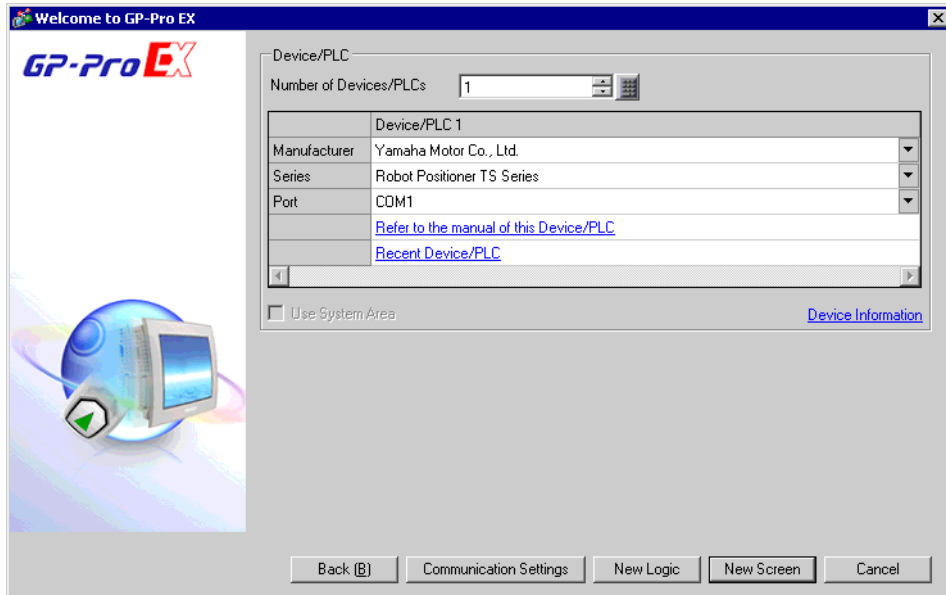 Welcome to GP-Pro EX
GP-Pro EX
Device/PLC
Number of Devices/PLCs 1
Device/PLC 1
Manufacturer Yamaha Motor Co., Ltd.
Series Robot Positioner TS Series
Port COM1
Refer to the manual of this Device/PLC
Recent Device/PLC
Use System Area Device Information
Back (B) Communication Settings New Logic New Screen Cancel